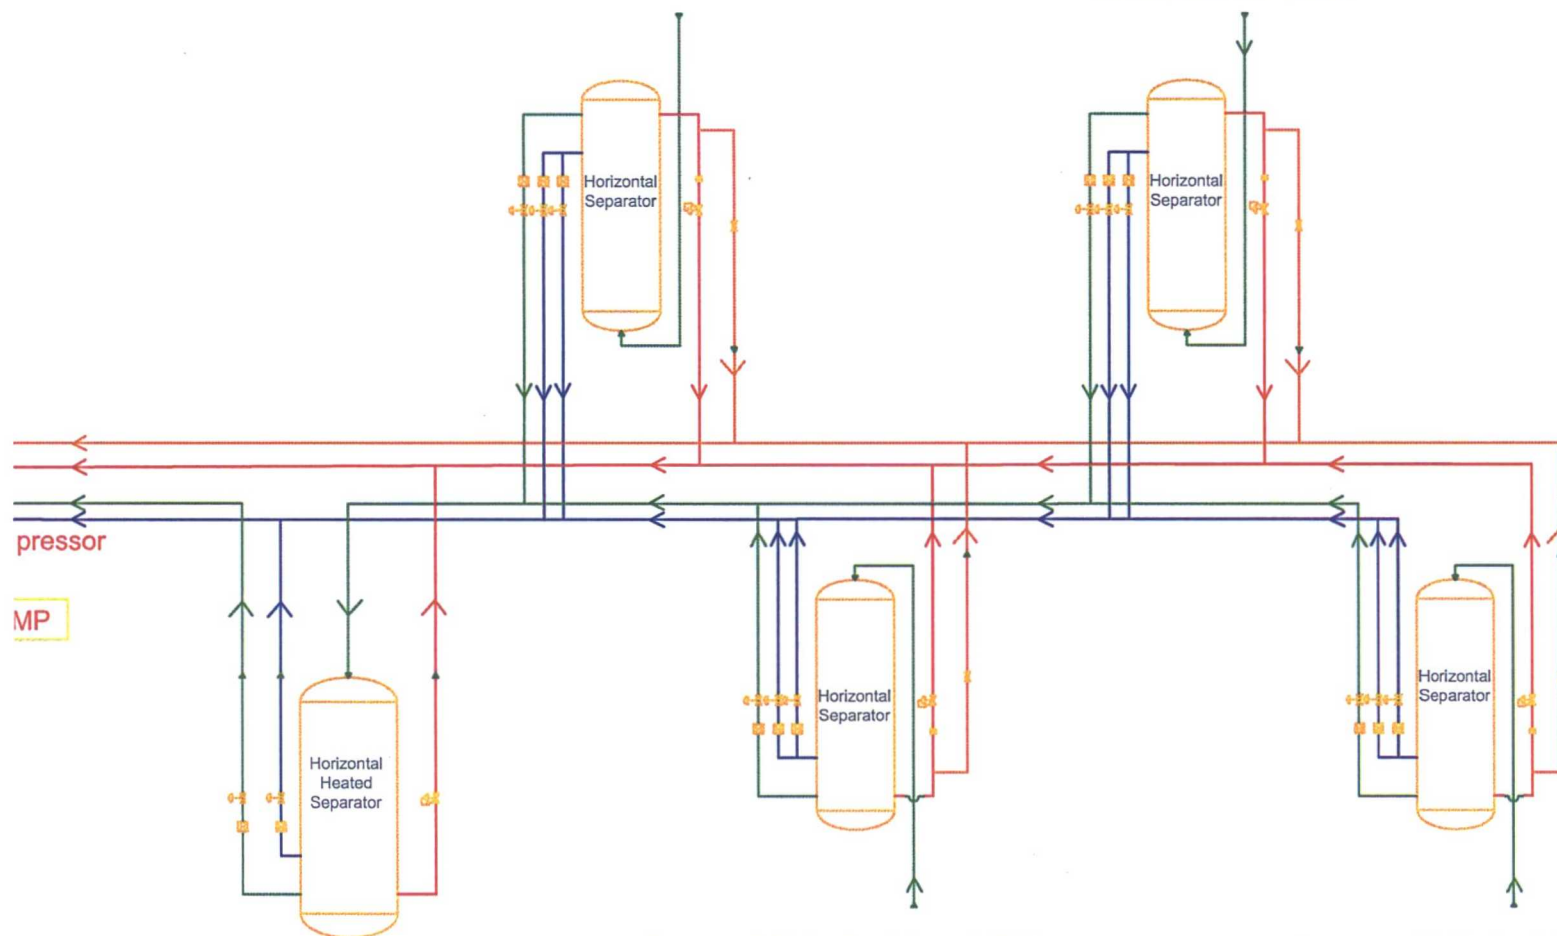 Horizontal
Separator
Horizontal
Separator
pressor
MP
Horizontal
Separator
Horizontal
Separator
Horizontal
Heated
Separator